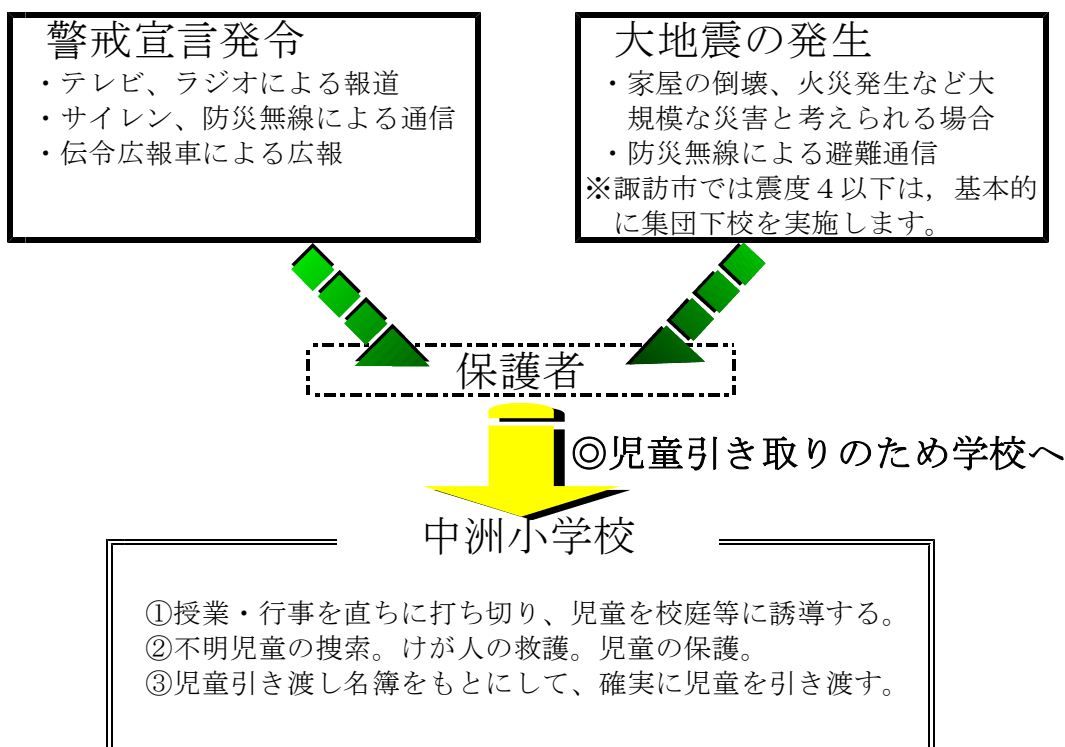 警戒宣言発令
・テレビ、ラジオによる報道
・サイレン、防災無線による通信
・伝令広報車による広報
大地震の発生
・家屋の倒壊、火災発生など大
規模な災害と考えられる場合
・防災無線による避難通信
※諏訪市では震度４以下は，基本的
に集団下校を実施します。
保護者
◎児童引き取りのため学校へ
中洲小学校
①授業・行事を直ちに打ち切り、児童を校庭等に誘導する。
②不明児童の捜索。けが人の救護。児童の保護。
③児童引き渡し名簿をもとにして、確実に児童を引き渡す。